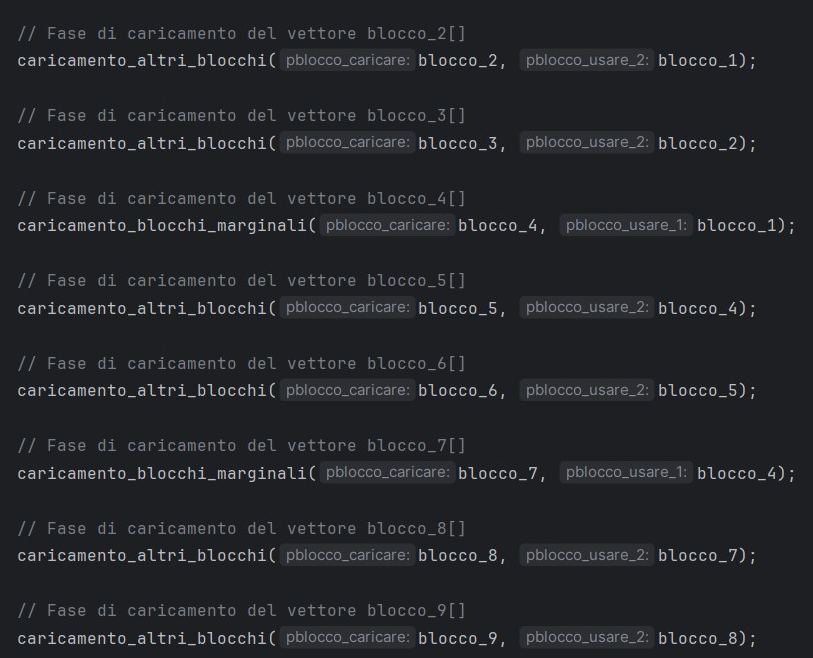 // Fase di caricamento del vettore blocco_2[]
caricamento_altri_blocchi( pblocco_caricare: blocco_2, pblocco_usare_2: blocco_1);
// Fase di caricamento del vettore blocco_3[]
caricamento_altri_blocchi( pblocco_caricare: blocco_3, pblocco_usare_2: blocco_2);
// Fase di caricamento del vettore blocco_4[]
caricamento_blocchi_marginali( pblocco_caricare: blocco_4, pblocco_usare_1: blocco_1);
// Fase di caricamento del vettore blocco_5[]
caricamento_altri_blocchi( pblocco_caricare: blocco_5, pblocco_usare_2: blocco_4);
// Fase di caricamento del vettore blocco_6[]
caricamento_altri_blocchi( pblocco_caricare: blocco_6, pblocco_usare_2: blocco_5);
// Fase di caricamento del vettore blocco_7[]
caricamento_blocchi_marginali( pblocco_caricare: blocco_7, pblocco_usare_1: blocco_4);
// Fase di caricamento del vettore blocco_8[]
caricamento_altri_blocchi( pblocco_caricare: blocco_8, pblocco_usare_2: blocco_7);
// Fase di caricamento del vettore blocco_9[]
caricamento_altri_blocchi( pblocco_caricare: blocco_9, pblocco_usare_2: blocco_8);